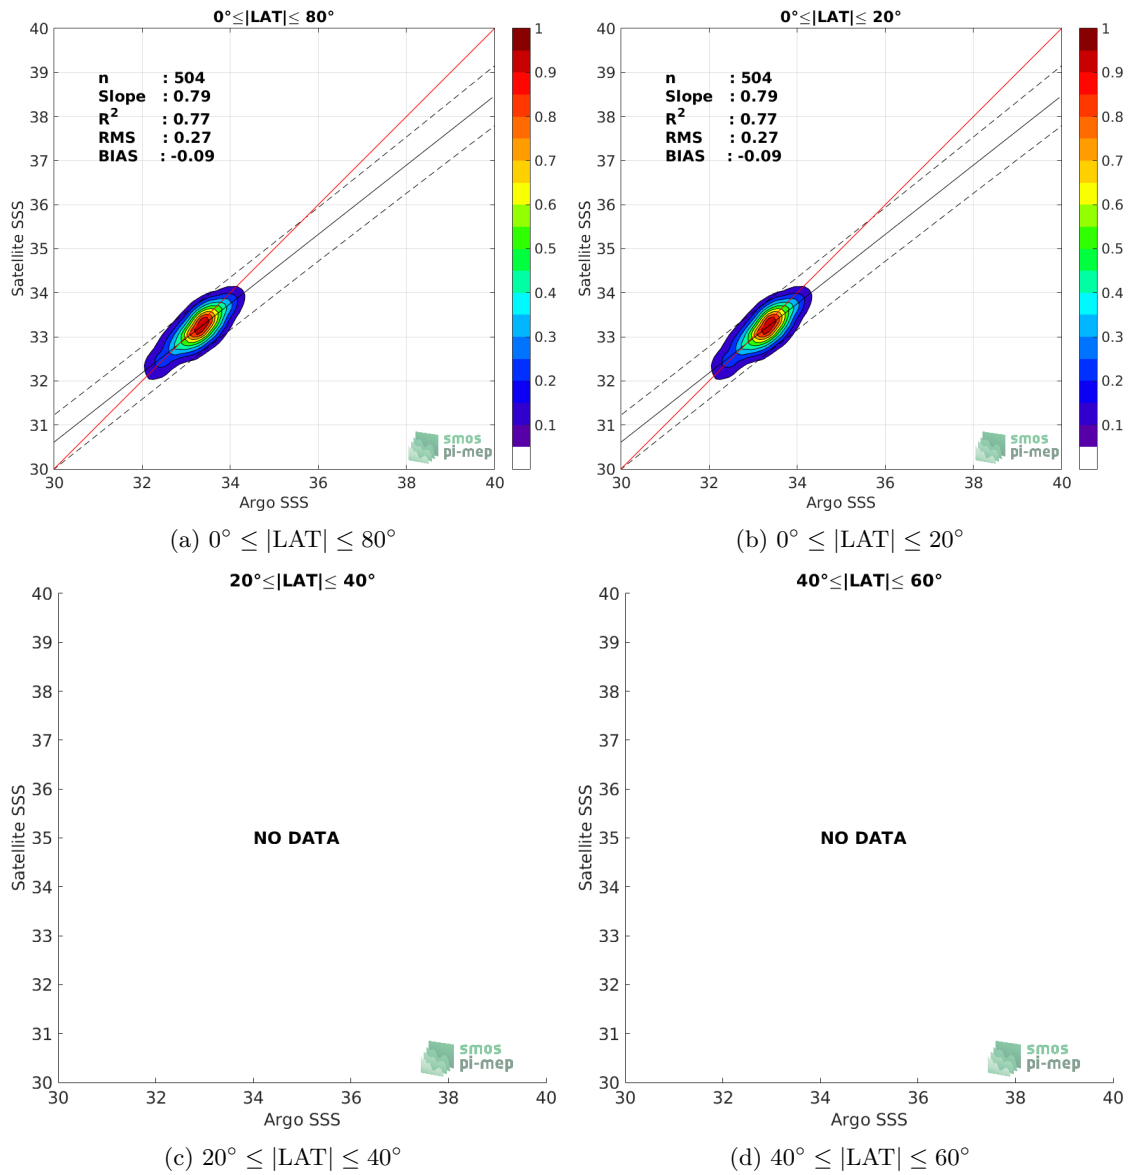 0°≤|LAT|≤ 80°
40
39
38
37
36
35
34
33
32
31
30
Satellite SSS
n : 504
Slope : 0.79
R² : 0.77
RMS : 0.27
BIAS : -0.09
smos
pi-mep
30 32 34 36 38 40
Argo SSS
1
0.9
0.8
0.7
0.6
0.5
0.4
0.3
0.2
0.1
(a) 0° ≤ |LAT| ≤ 80°
0°≤|LAT|≤ 20°
40
39
38
37
36
35
34
33
32
31
30
Satellite SSS
n : 504
Slope : 0.79
R² : 0.77
RMS : 0.27
BIAS : -0.09
smos
pi-mep
30 32 34 36 38 40
Argo SSS
1
0.9
0.8
0.7
0.6
0.5
0.4
0.3
0.2
0.1
(b) 0° ≤ |LAT| ≤ 20°
20°≤|LAT|≤ 40°
40
39
38
37
36
35
34
33
32
31
30
Satellite SSS
NO DATA
smos
pi-mep
30 32 34 36 38 40
Argo SSS
(c) 20° ≤ |LAT| ≤ 40°
40°≤|LAT|≤ 60°
40
39
38
37
36
35
34
33
32
31
30
Satellite SSS
NO DATA
smos
pi-mep
30 32 34 36 38 40
Argo SSS
(d) 40° ≤ |LAT| ≤ 60°